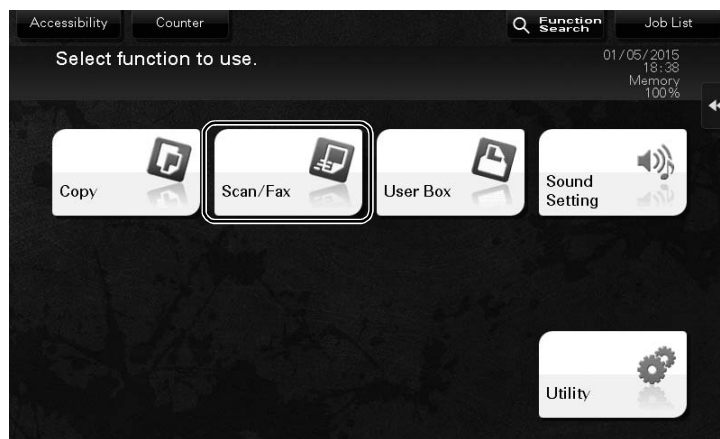 Accessibility
Counter
Function
Search
Job List
Select function to use.
01/05/2015
18:38
Memory
100%
Copy
Scan/Fax
User Box
Sound
Setting
Utility